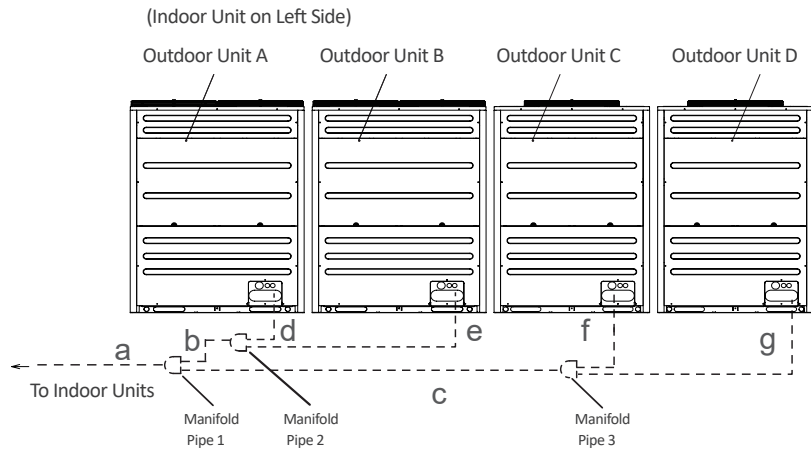 (Indoor Unit on Left Side)
Outdoor Unit A
Outdoor Unit B
Outdoor Unit C
Outdoor Unit D
a
b
d
e
f
g
To Indoor Units
c
Manifold
Pipe 1
Manifold
Pipe 2
Manifold
Pipe 3